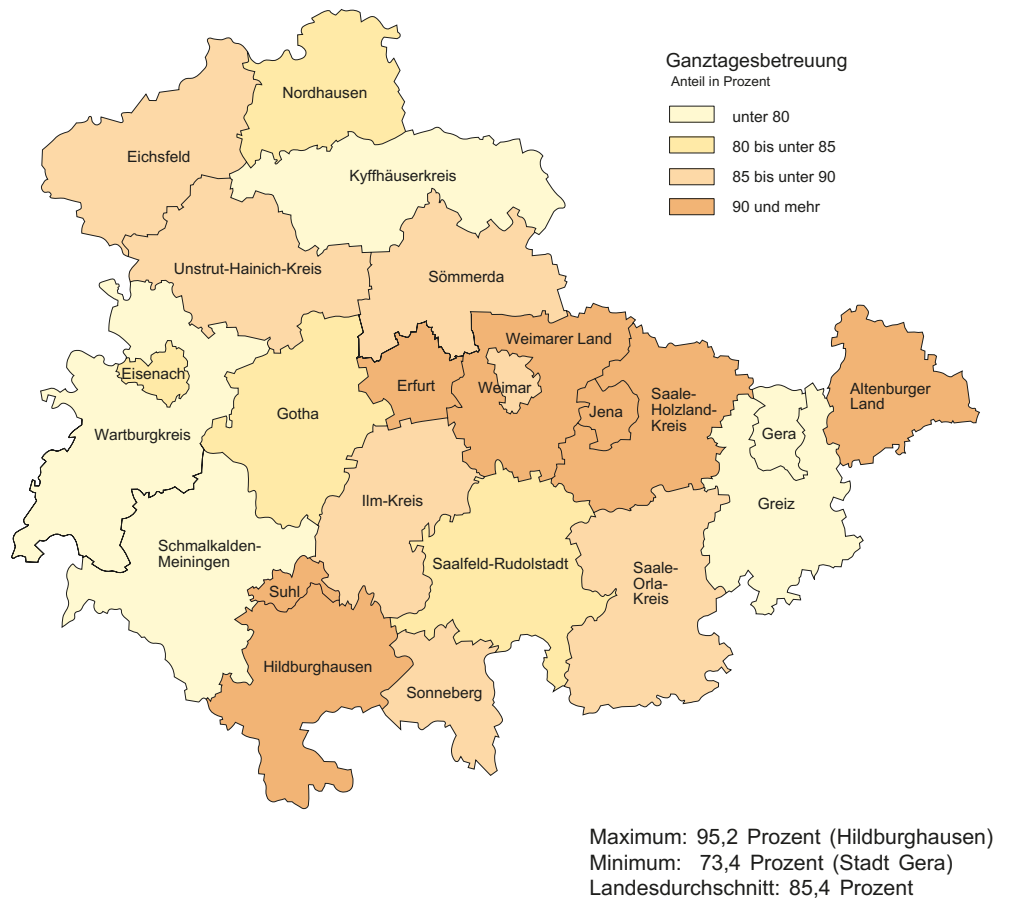 Ganztagesbetreuung
Anteil in Prozent
unter 80
80 bis unter 85
85 bis unter 90
90 und mehr
Nordhausen
Eichsfeld
Kyffhäuserkreis
Unstrut-Hainich-Kreis
Sömmerda
Weimarer Land
Eisenach
Erfurt
Weimar
Saale-
Holzland-
Kreis
Jena
Altenburger
Land
Gotha
Wartburgkreis
Gera
Ilm-Kreis
Greiz
Schmalkalden-
Meiningen
Saalfeld-Rudolstadt
Saale-
Orla-
Kreis
Suhl
Hildburghausen
Sonneberg
Maximum: 95,2 Prozent (Hildburghausen)
Minimum: 73,4 Prozent (Stadt Gera)
Landesdurchschnitt: 85,4 Prozent